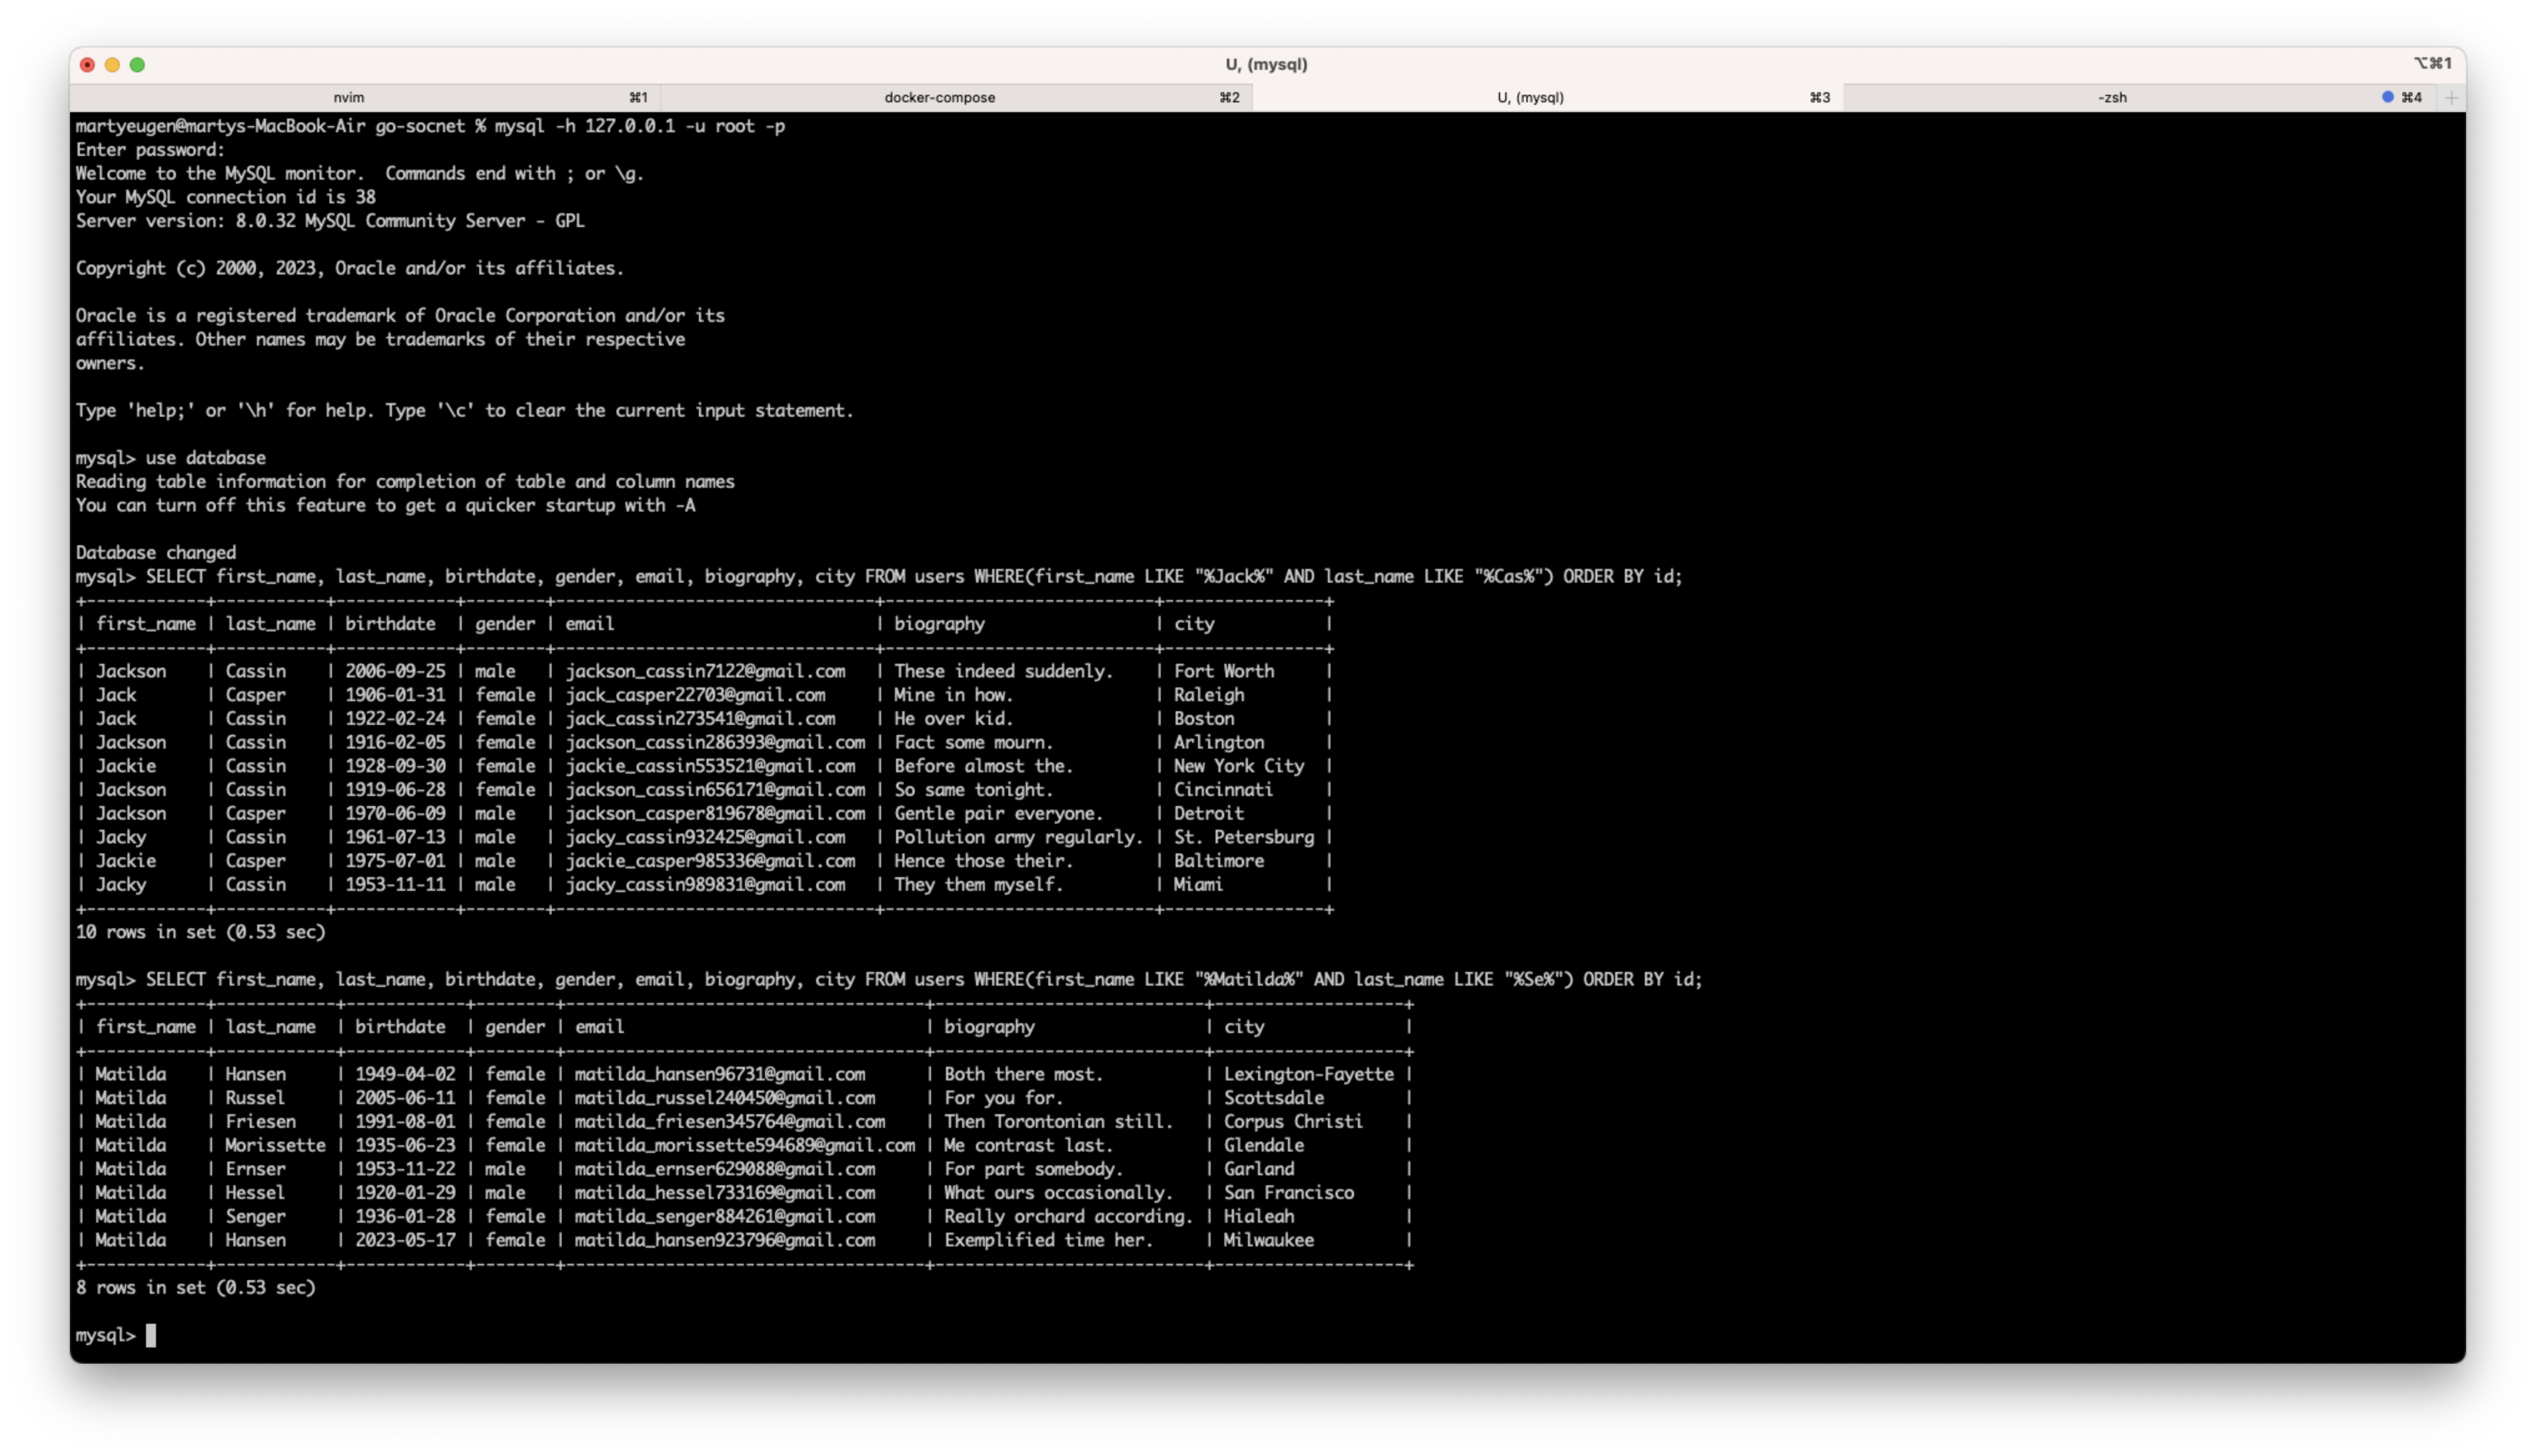 U, (mysql)
⌥⌘1
nvim ⌘1 docker-compose ⌘2 U, (mysql) ⌘3 -zsh ⌘4 +
martyeugen@martys-MacBook-Air go-socnet % mysql -h 127.0.0.1 -u root -p
Enter password:
Welcome to the MySQL monitor.  Commands end with ; or \g.
Your MySQL connection id is 38
Server version: 8.0.32 MySQL Community Server - GPL

Copyright (c) 2000, 2023, Oracle and/or its affiliates.

Oracle is a registered trademark of Oracle Corporation and/or its
affiliates. Other names may be trademarks of their respective
owners.

Type 'help;' or '\h' for help. Type '\c' to clear the current input statement.

mysql> use database
Reading table information for completion of table and column names
You can turn off this feature to get a quicker startup with -A

Database changed
mysql> SELECT first_name, last_name, birthdate, gender, email, biography, city FROM users WHERE(first_name LIKE "%Jack%" AND last_name LIKE "%Cas%") ORDER BY id;
+------------+-----------+------------+--------+--------------------------------+---------------------------+----------------+
| first_name | last_name | birthdate  | gender | email                          | biography                 | city           |
+------------+-----------+------------+--------+--------------------------------+---------------------------+----------------+
| Jackson    | Cassin    | 2006-09-25 | male   | jackson_cassin7122@gmail.com   | These indeed suddenly.    | Fort Worth     |
| Jack       | Casper    | 1906-01-31 | female | jack_casper22703@gmail.com     | Mine in how.              | Raleigh        |
| Jack       | Cassin    | 1922-02-24 | female | jack_cassin273541@gmail.com    | He over kid.              | Boston         |
| Jackson    | Cassin    | 1916-02-05 | female | jackson_cassin286393@gmail.com | Fact some mourn.          | Arlington      |
| Jackie     | Cassin    | 1928-09-30 | female | jackie_cassin553521@gmail.com  | Before almost the.        | New York City  |
| Jackson    | Cassin    | 1919-06-28 | female | jackson_cassin656171@gmail.com | So same tonight.          | Cincinnati     |
| Jackson    | Casper    | 1970-06-09 | male   | jackson_casper819678@gmail.com | Gentle pair everyone.     | Detroit        |
| Jacky      | Cassin    | 1961-07-13 | male   | jacky_cassin932425@gmail.com   | Pollution army regularly. | St. Petersburg |
| Jackie     | Casper    | 1975-07-01 | male   | jackie_casper985336@gmail.com  | Hence those their.        | Baltimore      |
| Jacky      | Cassin    | 1953-11-11 | male   | jacky_cassin989831@gmail.com   | They them myself.         | Miami          |
+------------+-----------+------------+--------+--------------------------------+---------------------------+----------------+
10 rows in set (0.53 sec)

mysql> SELECT first_name, last_name, birthdate, gender, email, biography, city FROM users WHERE(first_name LIKE "%Matilda%" AND last_name LIKE "%Se%") ORDER BY id;
+------------+------------+------------+--------+------------------------------------+---------------------------+-------------------+
| first_name | last_name  | birthdate  | gender | email                              | biography                 | city              |
+------------+------------+------------+--------+------------------------------------+---------------------------+-------------------+
| Matilda    | Hansen     | 1949-04-02 | female | matilda_hansen96731@gmail.com      | Both there most.          | Lexington-Fayette |
| Matilda    | Russel     | 2005-06-11 | female | matilda_russel240450@gmail.com     | For you for.              | Scottsdale        |
| Matilda    | Friesen    | 1991-08-01 | female | matilda_friesen345764@gmail.com    | Then Torontonian still.   | Corpus Christi    |
| Matilda    | Morissette | 1935-06-23 | female | matilda_morissette594689@gmail.com | Me contrast last.         | Glendale          |
| Matilda    | Ernser     | 1953-11-22 | male   | matilda_ernser629088@gmail.com     | For part somebody.        | Garland           |
| Matilda    | Hessel     | 1920-01-29 | male   | matilda_hessel733169@gmail.com     | What ours occasionally.   | San Francisco     |
| Matilda    | Senger     | 1936-01-28 | female | matilda_senger884261@gmail.com     | Really orchard according. | Hialeah           |
| Matilda    | Hansen     | 2023-05-17 | female | matilda_hansen923796@gmail.com     | Exemplified time her.     | Milwaukee         |
+------------+------------+------------+--------+------------------------------------+---------------------------+-------------------+
8 rows in set (0.53 sec)

mysql>